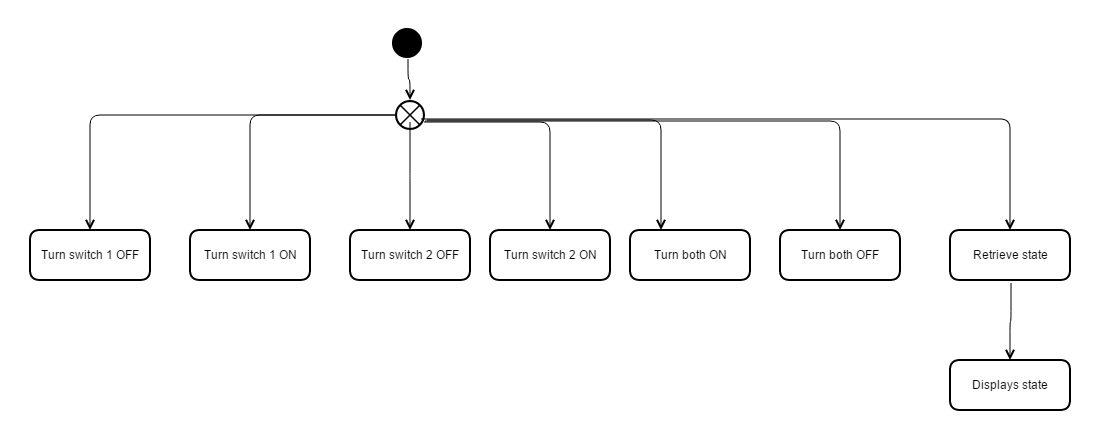 Turn switch 1 OFF
Turn switch 1 ON
Turn switch 2 OFF
Turn switch 2 ON
Turn both ON
Turn both OFF
Retrieve state
Displays state